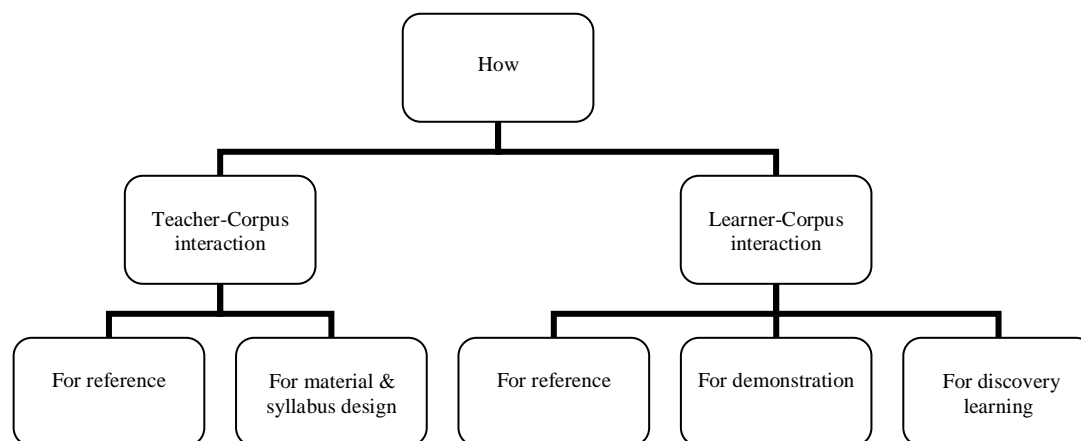 How
Teacher-Corpus
interaction
Learner-Corpus
interaction
For reference
For material &
syllabus design
For reference
For demonstration
For discovery
learning